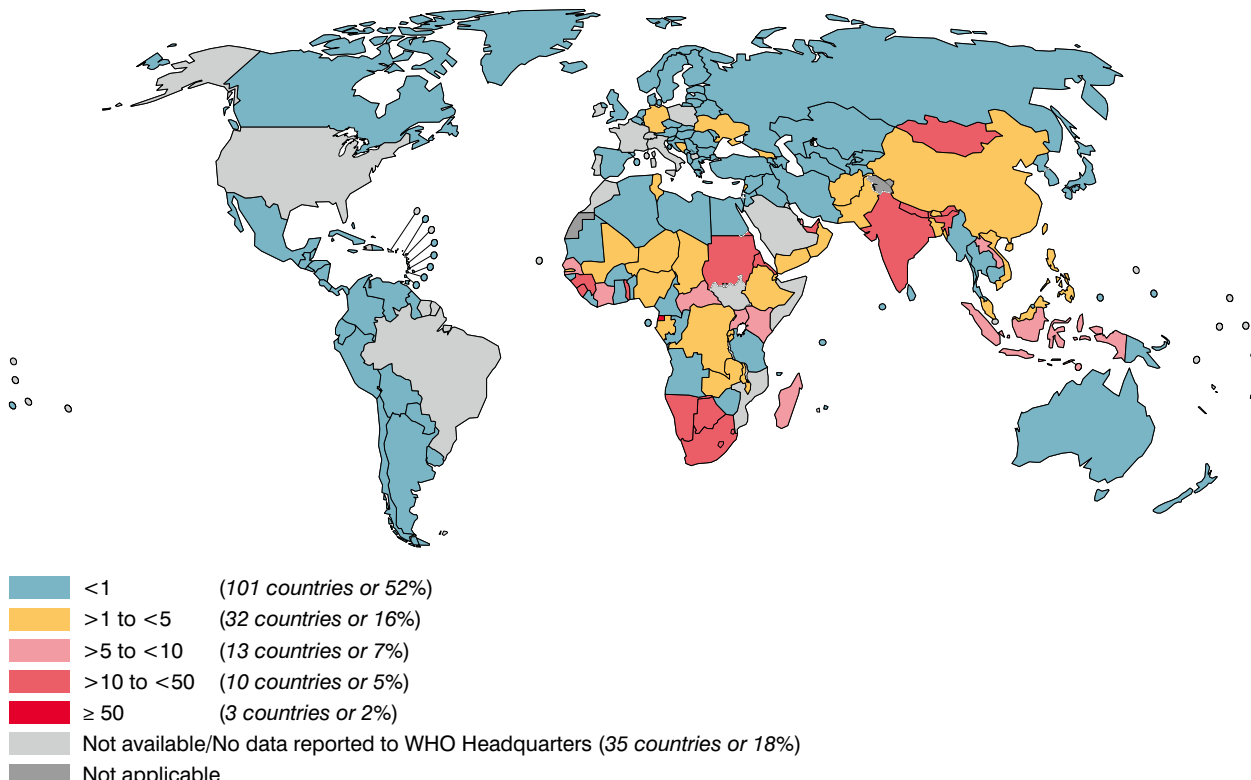 <1 (101 countries or 52%)
>1 to <5 (32 countries or 16%)
>5 to <10 (13 countries or 7%)
>10 to <50 (10 countries or 5%)
≥ 50 (3 countries or 2%)
Not available/No data reported to WHO Headquarters (35 countries or 18%)
Not applicable